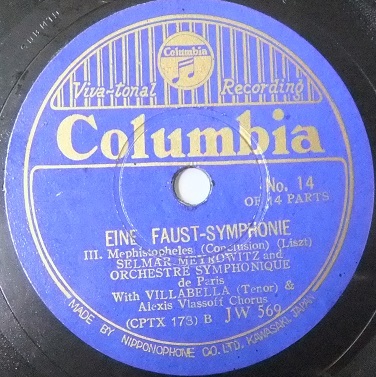 Columbia
Viva-tonal Recording
Columbia
No. 14
OF 14 PARTS
EINE FAUST-SYMPHONIE
III. Mephistopheles (Conclusion) (Liszt)
SELMAR MEYROWITZ and
ORCHESTRE SYMPHONIQUE
de Paris
With VILLABELLA (Tenor) &
Alexis Vlassoff Chorus
(CPTX 173) B JW 569
MADE BY NIPPONOPHONE CO. LTD. KAWASAKI, JAPAN